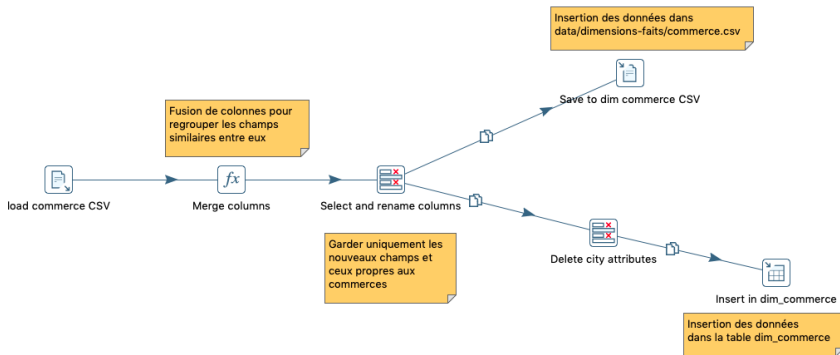 Insertion des données dans
data/dimensions-faits/commerce.csv
Save to dim commerce CSV
Fusion de colonnes pour
regrouper les champs
similaires entre eux
load commerce CSV
fx
Merge columns
Select and rename columns
Garder uniquement les
nouveaux champs et
ceux propres aux
commerces
Delete city attributes
Insert in dim_commerce
Insertion des données
dans la table dim_commerce